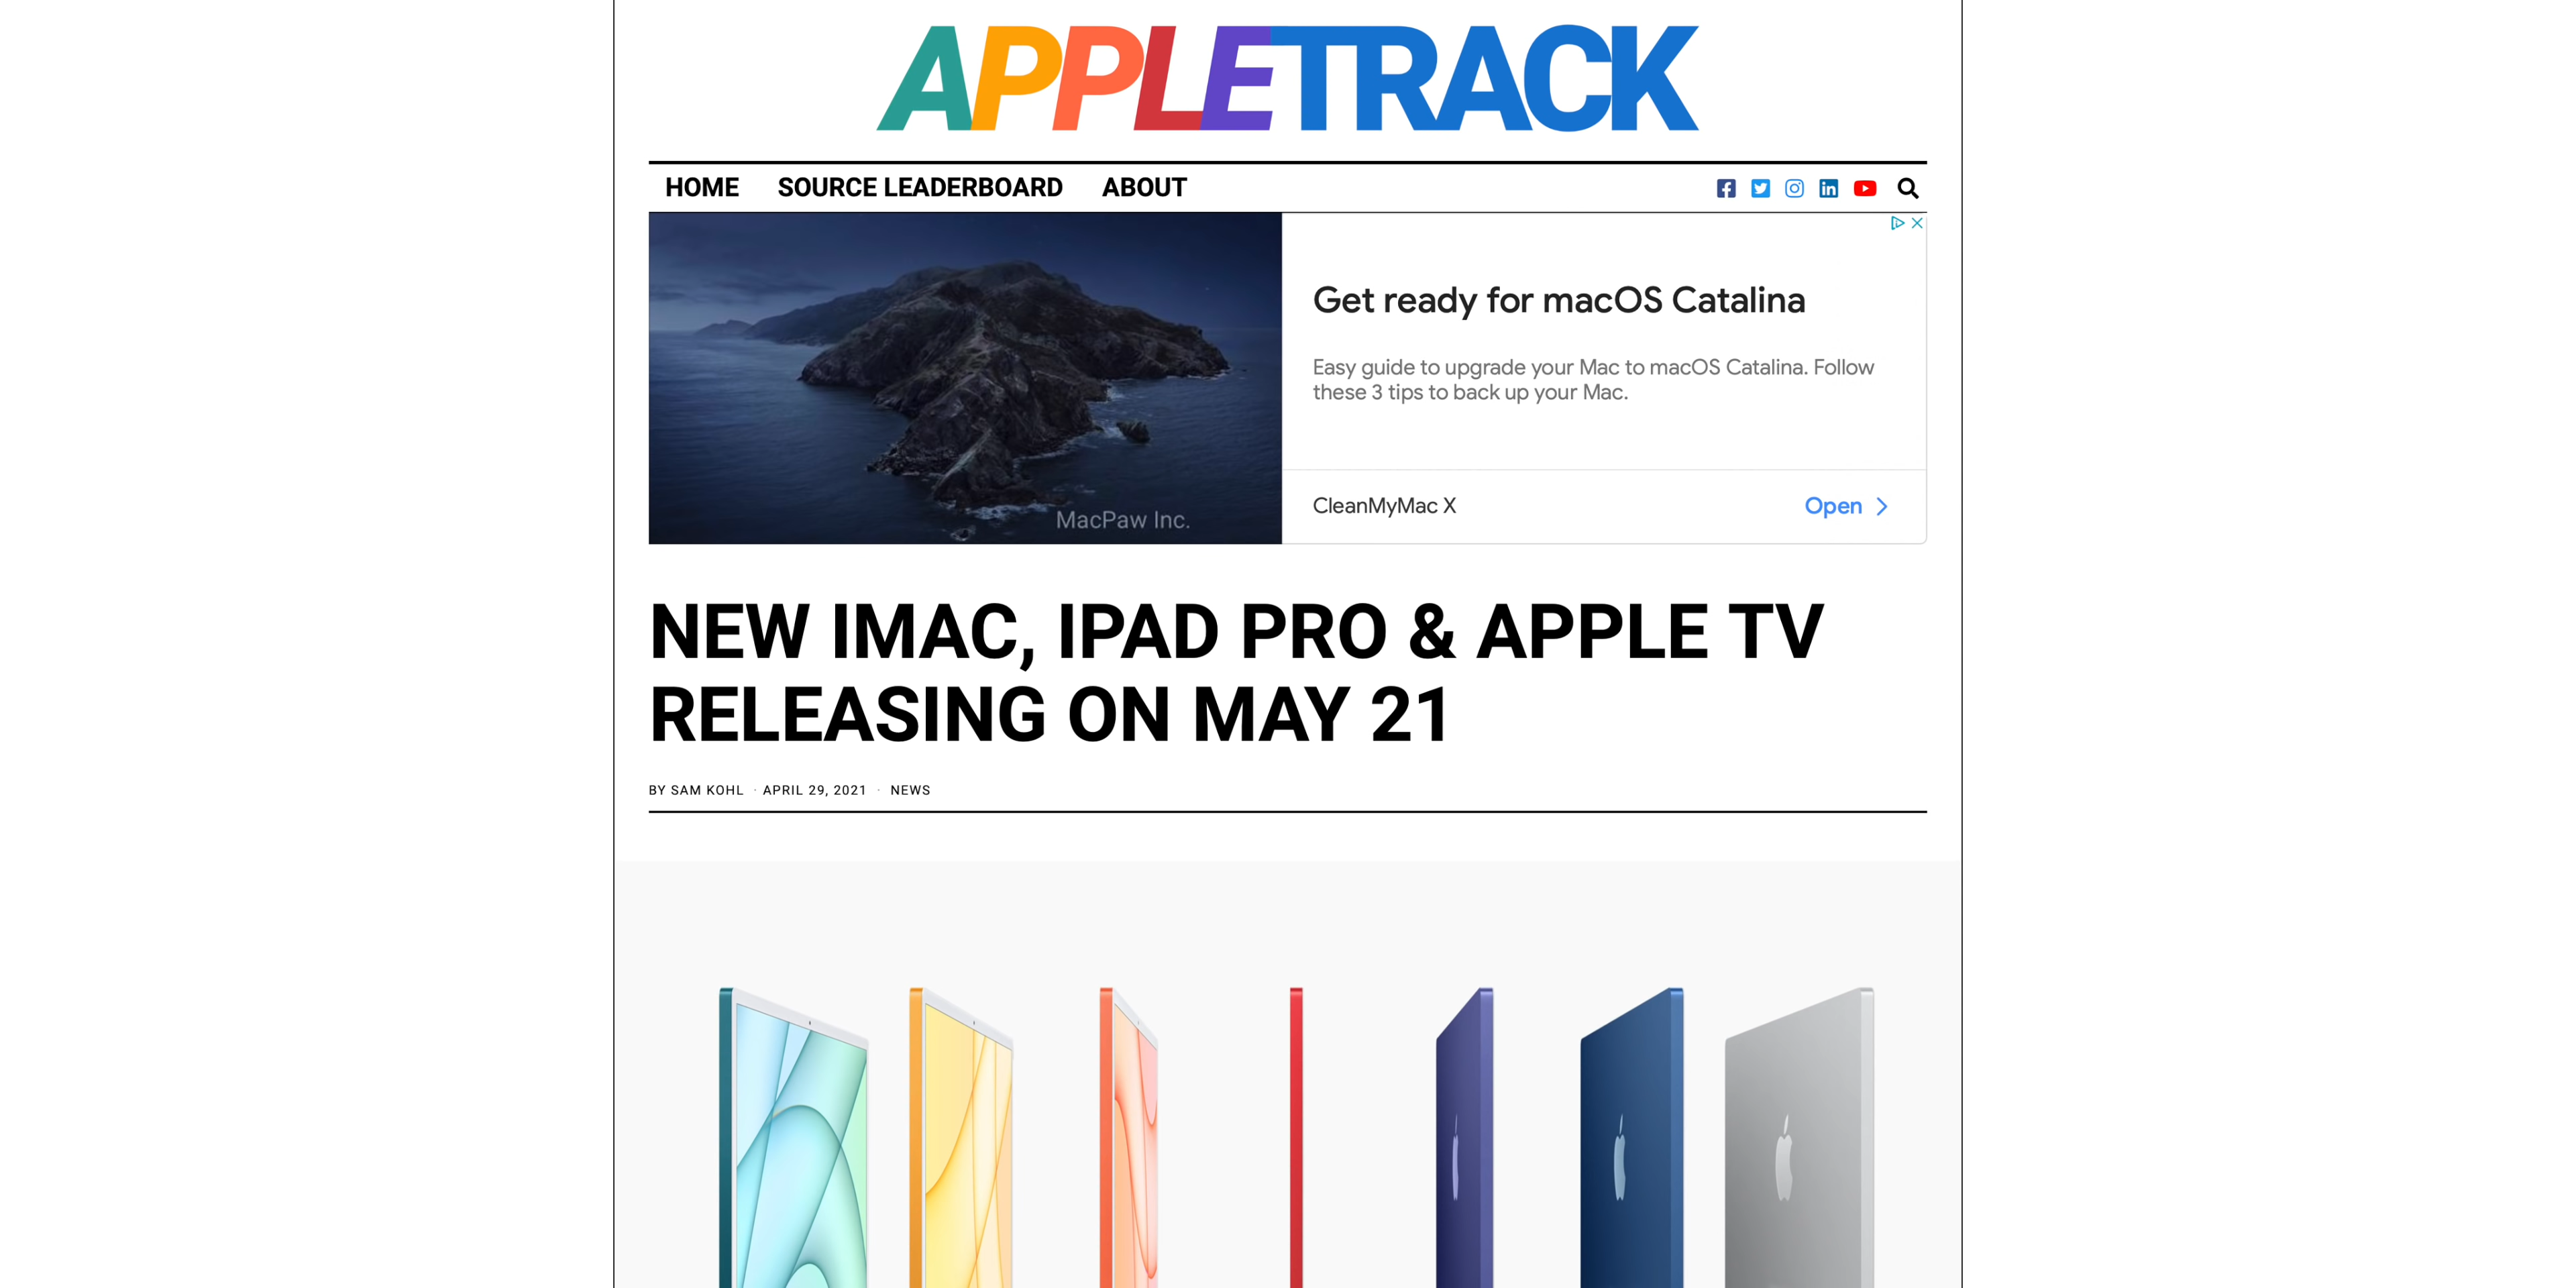 APPLETRACK
HOME SOURCE LEADERBOARD ABOUT
Get ready for macOS Catalina
Easy guide to upgrade your Mac to macOS Catalina. Follow
these 3 tips to back up your Mac.
MacPaw Inc.
CleanMyMac X Open
NEW IMAC, IPAD PRO & APPLE TV
RELEASING ON MAY 21
BY SAM KOHL · APRIL 29, 2021 · NEWS